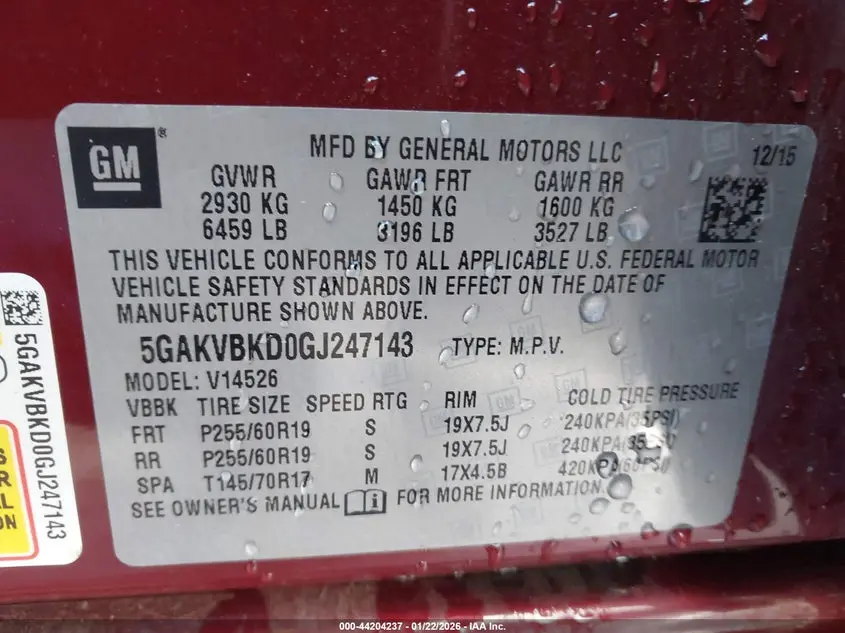 GM®
MFD BY GENERAL MOTORS LLC 12/15
GVWR GAWR FRT GAWR RR
2930 KG 1450 KG 1600 KG
6459 LB 3196 LB 3527 LB
THIS VEHICLE CONFORMS TO ALL APPLICABLE U.S. FEDERAL MOTOR
VEHICLE SAFETY STANDARDS IN EFFECT ON THE DATE OF
MANUFACTURE SHOWN ABOVE.
5GAKVBKD0GJ247143 TYPE: M.P.V.
MODEL: V14526
VBBK TIRE SIZE SPEED RTG RIM COLD TIRE PRESSURE
FRT P255/60R19 S 19X7.5J 240KPA(35PSI)
RR P255/60R19 S 19X7.5J 240KPA(35PSI)
SPA T145/70R17 M 17X4.5B 420KPA(60PSI)
SEE OWNER'S MANUAL FOR MORE INFORMATION.
5GAKVBKD0GJ247143
000-44204237 - 01/22/2026 - IAA Inc.